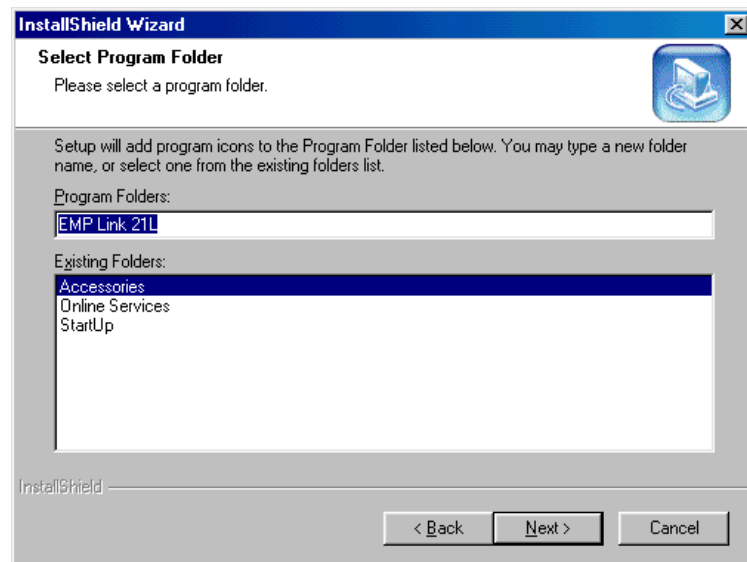 InstallShield Wizard
Select Program Folder
Please select a program folder.
Setup will add program icons to the Program Folder listed below. You may type a new folder
name, or select one from the existing folders list.
Program Folders:
EMP Link 21L
Existing Folders:
Accessories
Online Services
StartUp
InstallShield
< Back
Next >
Cancel